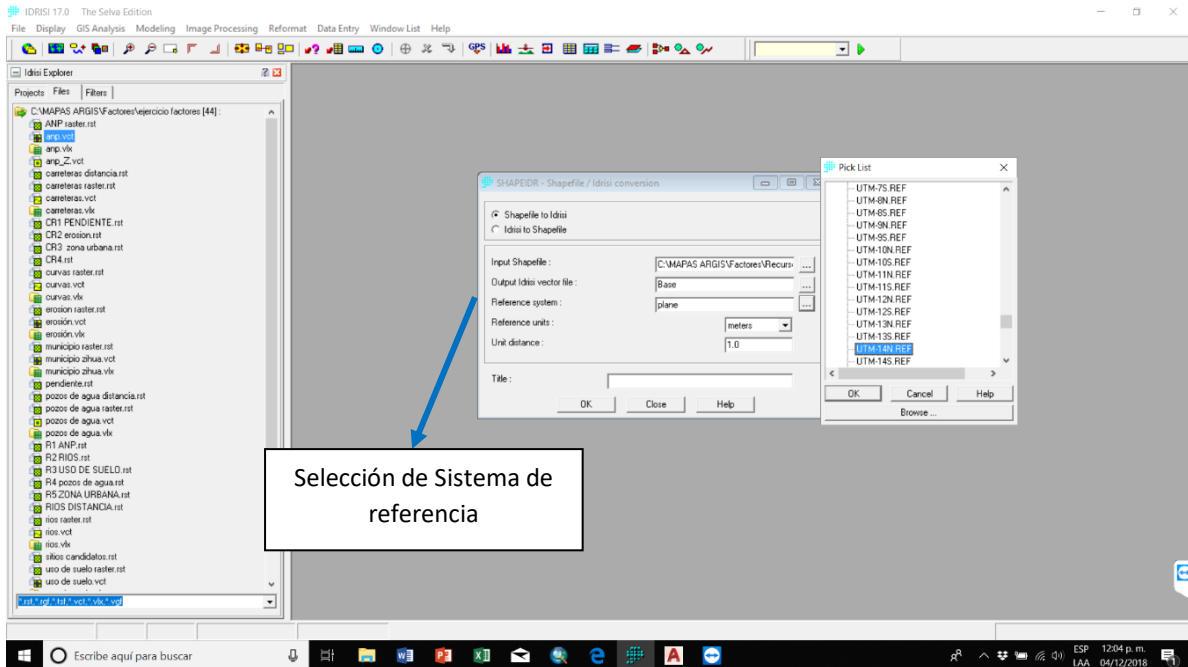 IDRISI 17.0 The Selva Edition
File Display GIS Analysis Modeling Image Processing Reformat Data Entry Window List Help
GPS
Idrisi Explorer
Projects Files Filters
C:\MAPAS ARGIS\Factores\ejercicio factores [44] :
ANP raster.rst
anp.vct
anp.vlx
anp_Z.vct
carreteras distancia.rst
carreteras raster.rst
carreteras.vct
carreteras.vlx
CR1 PENDIENTE.rst
CR2 erosion.rst
CR3 zona urbana.rst
CR4.rst
curvas raster.rst
curvas.vct
curvas.vlx
erosion raster.rst
erosión.vct
erosión.vlx
municipio raster.rst
municipio zihua.vct
municipio zihua.vlx
pendiente.rst
pozos de agua distancia.rst
pozos de agua raster.rst
pozos de agua.vct
pozos de agua.vlx
R1 ANP.rst
R2 RIOS.rst
R3 USO DE SUELO.rst
R4 pozos de agua.rst
R5 ZONA URBANA.rst
RIOS DISTANCIA.rst
rios raster.rst
rios.vct
rios.vlx
sitios candidatos.rst
uso de suelo raster.rst
uso de suelo.vct
*.rst,*.rgf,*.tsf,*.vct,*.vlx,*.vgf
SHAPEIDR - Shapefile / Idrisi conversion
Shapefile to Idrisi
Idrisi to Shapefile
Input Shapefile : C:\MAPAS ARGIS\Factores\Recurs ...
Output Idrisi vector file : Base ...
Reference system : plane ...
Reference units : meters
Unit distance : 1.0
Title :
OK Close Help
Pick List
UTM-7S.REF
UTM-8N.REF
UTM-8S.REF
UTM-9N.REF
UTM-9S.REF
UTM-10N.REF
UTM-10S.REF
UTM-11N.REF
UTM-11S.REF
UTM-12N.REF
UTM-12S.REF
UTM-13N.REF
UTM-13S.REF
UTM-14N.REF
UTM-14S.REF
OK Cancel Help
Browse ...
Selección de Sistema de
referencia
Escribe aquí para buscar
ESP 12:04 p. m.
LAA 04/12/2018